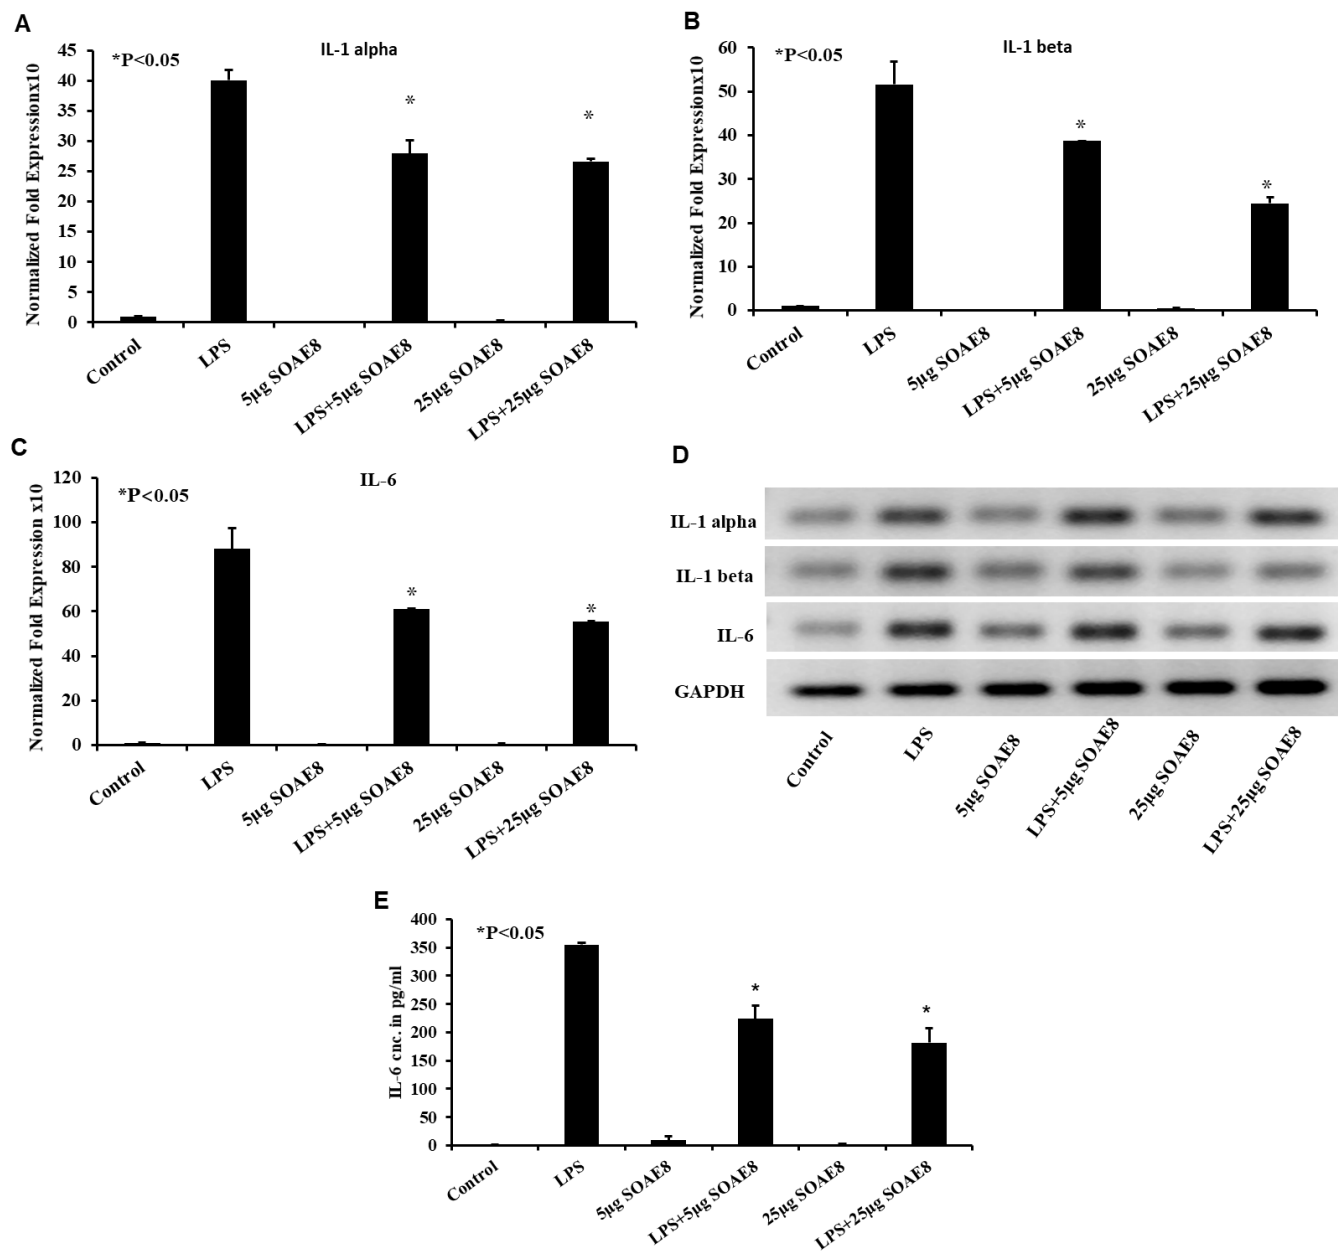 A
IL-1 alpha
*P<0.05
Normalized Fold Expressionx10
45
40
35
30
25
20
15
10
5
0
*
*
Control
LPS
5µg SOAE8
LPS+5µg SOAE8
25µg SOAE8
LPS+25µg SOAE8
B
IL-1 beta
*P<0.05
Normalized Fold Expressionx10
60
50
40
30
20
10
0
*
*
Control
LPS
5µg SOAE8
LPS+5µg SOAE8
25µg SOAE8
LPS+25µg SOAE8
C
IL-6
*P<0.05
Normalized Fold Expression x10
120
100
80
60
40
20
0
*
*
Control
LPS
5µg SOAE8
LPS+5µg SOAE8
25µg SOAE8
LPS+25µg SOAE8
D
IL-1 alpha
IL-1 beta
IL-6
GAPDH
Control
LPS
5µg SOAE8
LPS+5µg SOAE8
25µg SOAE8
LPS+25µg SOAE8
E
*P<0.05
IL-6 cnc. in pg/ml
400
350
300
250
200
150
100
50
0
*
*
Control
LPS
5µg SOAE8
LPS+5µg SOAE8
25µg SOAE8
LPS+25µg SOAE8